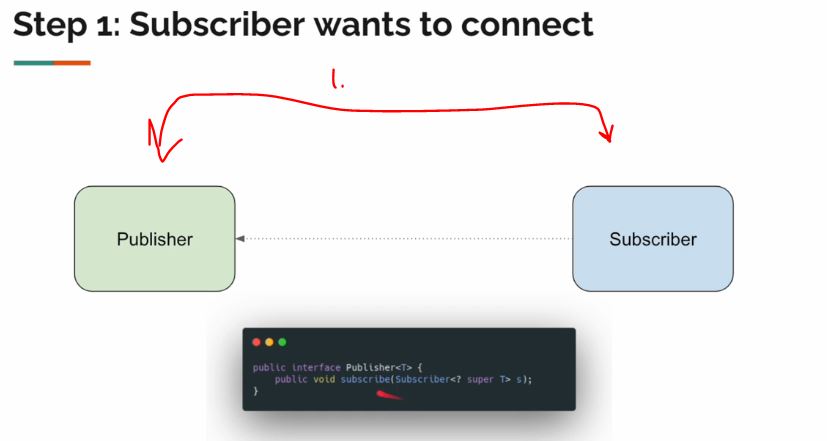 Step 1: Subscriber wants to connect
1.
Publisher
Subscriber
public interface Publisher<T> {
public void subscribe(Subscriber<? super T> s);
}